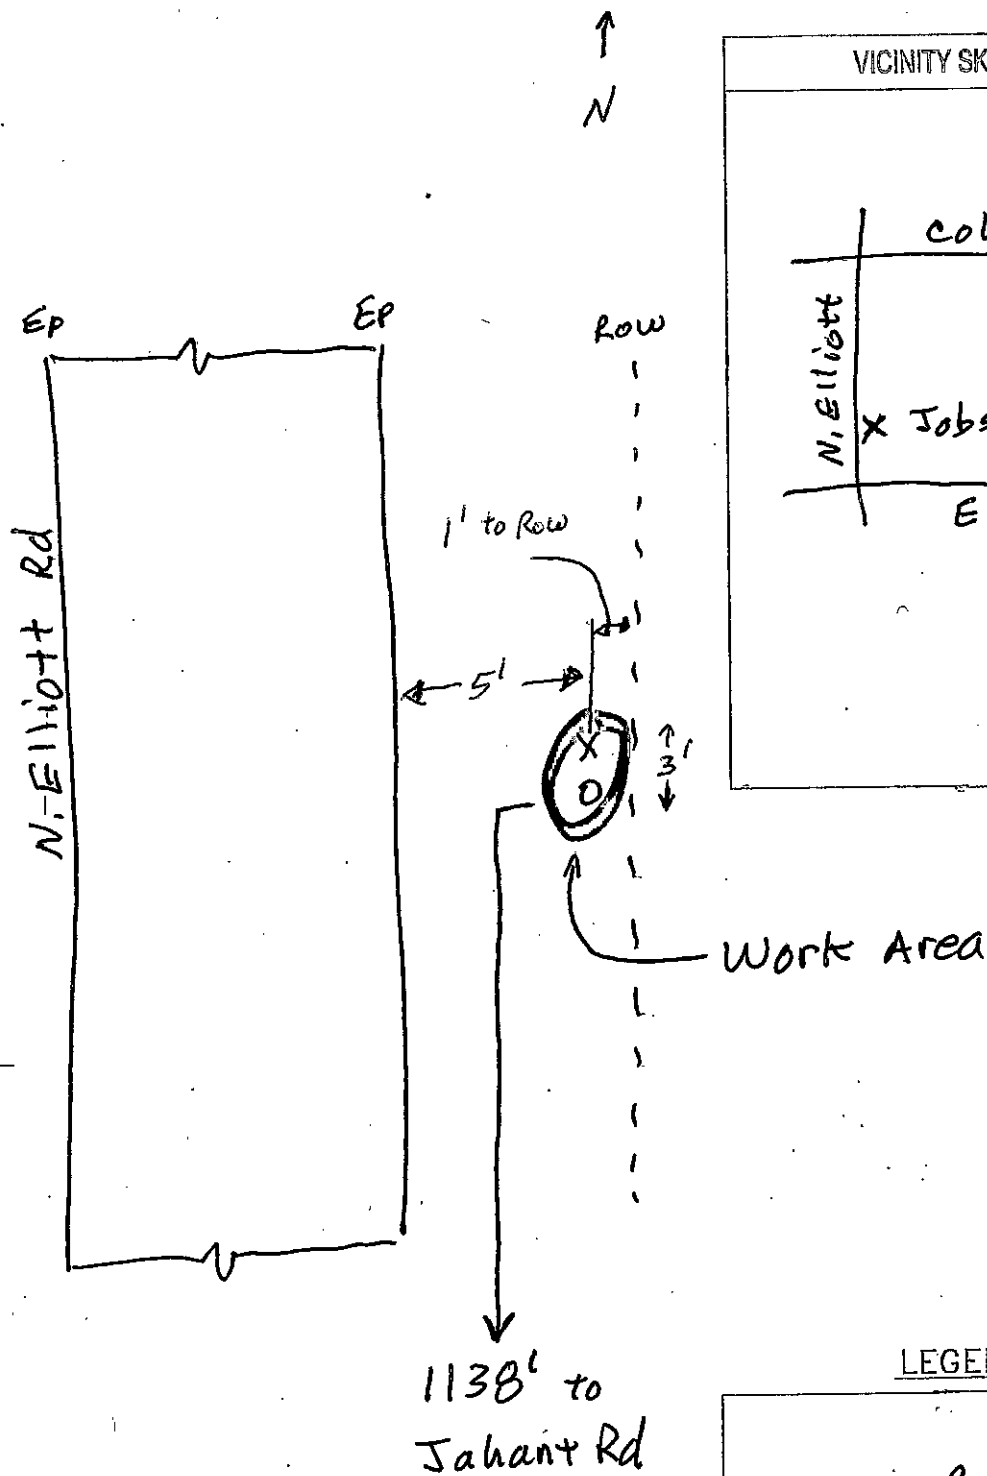 N
VICINITY SK
Col
N. Elliott
X Jobs
E
EP
EP
Row
1' to Row
N. Elliott Rd
5'
X
O
3'
Work Area
1138' to
Jahant Rd
LEGE